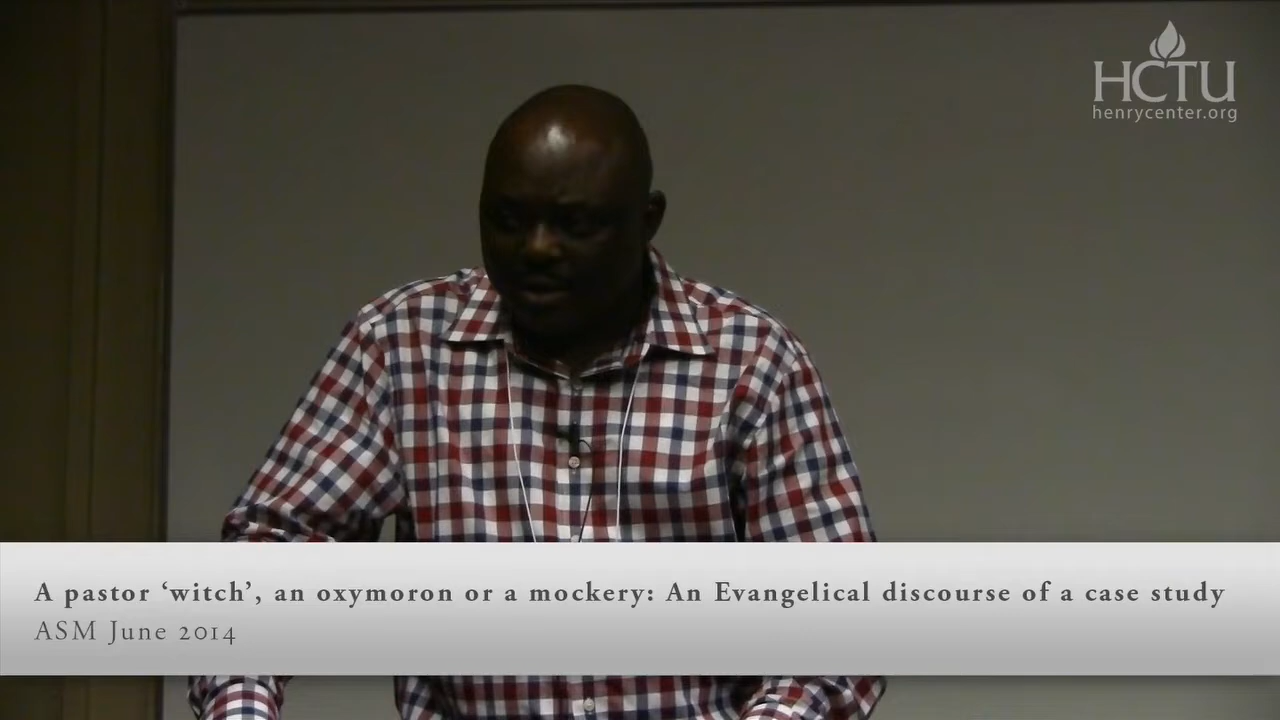 HCTU
henrycenter.org
A pastor ‘witch’, an oxymoron or a mockery: An Evangelical discourse of a case study
ASM June 2014